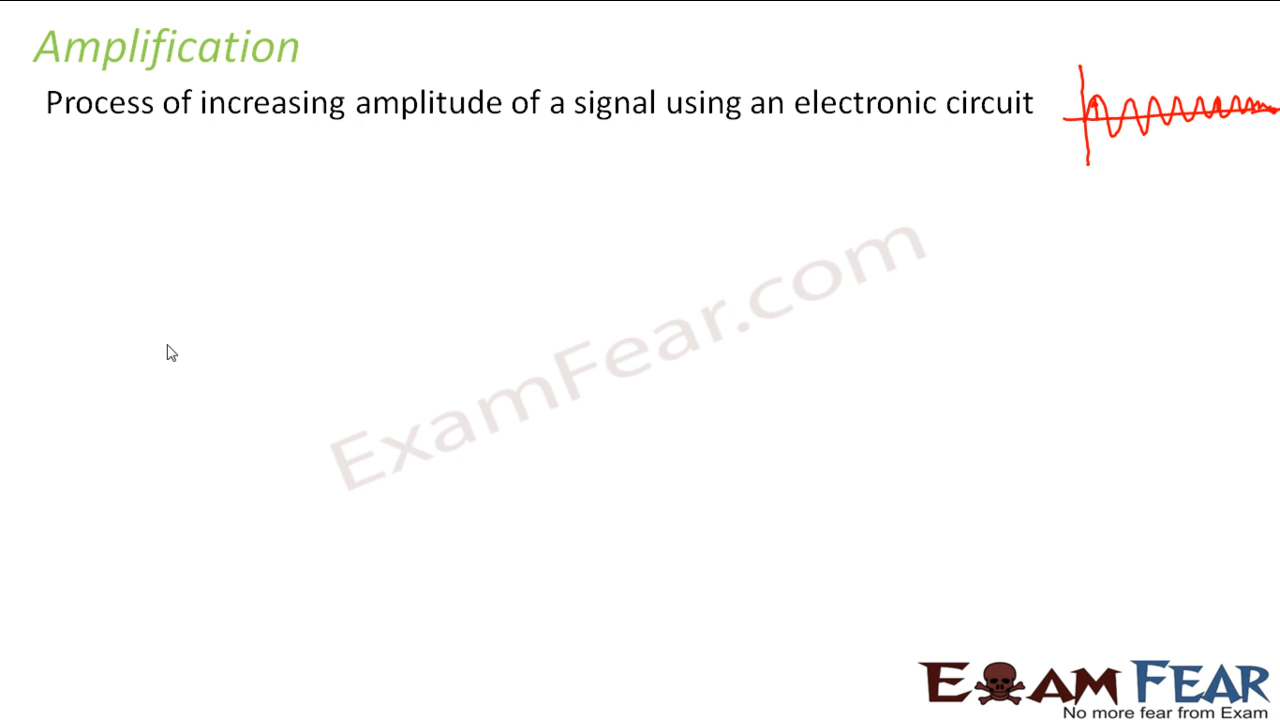 Amplification
Process of increasing amplitude of a signal using an electronic circuit
ExamFear.com
EXAM FEAR
No more fear from Exam